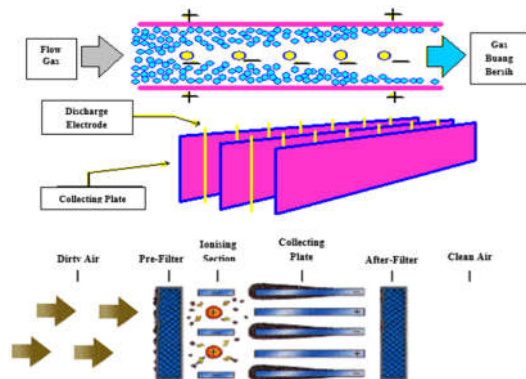 Flow
Gas
Gas
Buang
Bersih
Discharge
Electrode
Collecting Plate
Dirty Air
Pre-Filter
Ionising
Section
Collecting
Plate
After-Filter
Clean Air